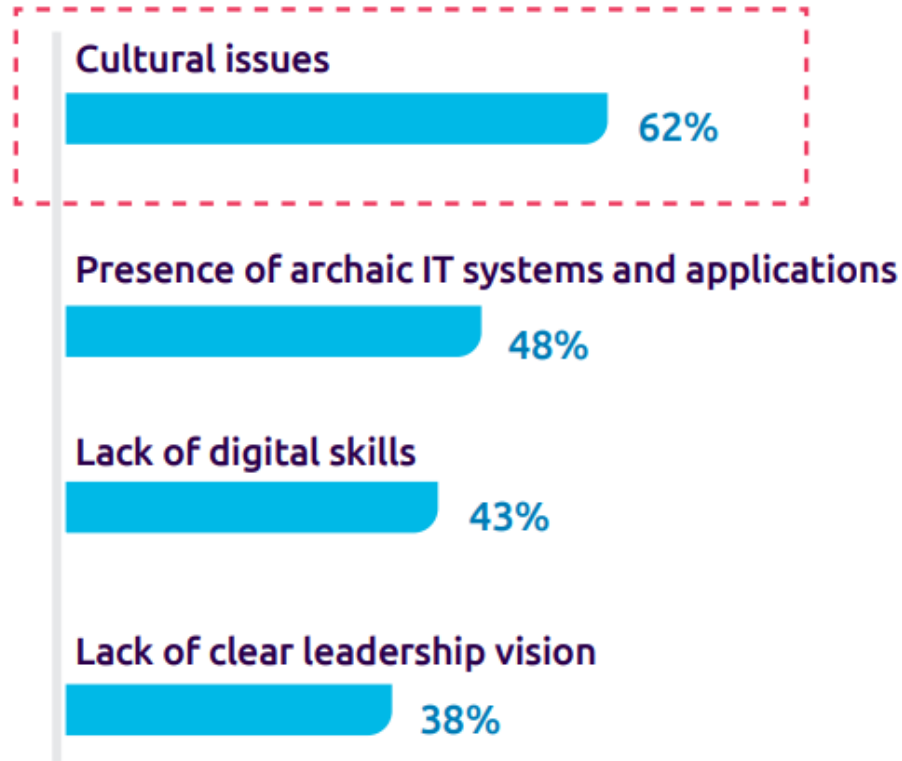 Cultural issues
62%
Presence of archaic IT systems and applications
48%
Lack of digital skills
43%
Lack of clear leadership vision
38%